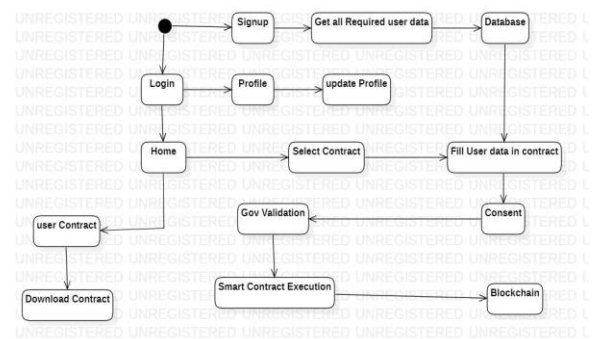 Signup
Get all Required user data
Database
Login
Profile
update Profile
Home
Select Contract
Fill User data in contract
user Contract
Gov Validation
Consent
Download Contract
Smart Contract Execution
Blockchain
UNREGISTERED